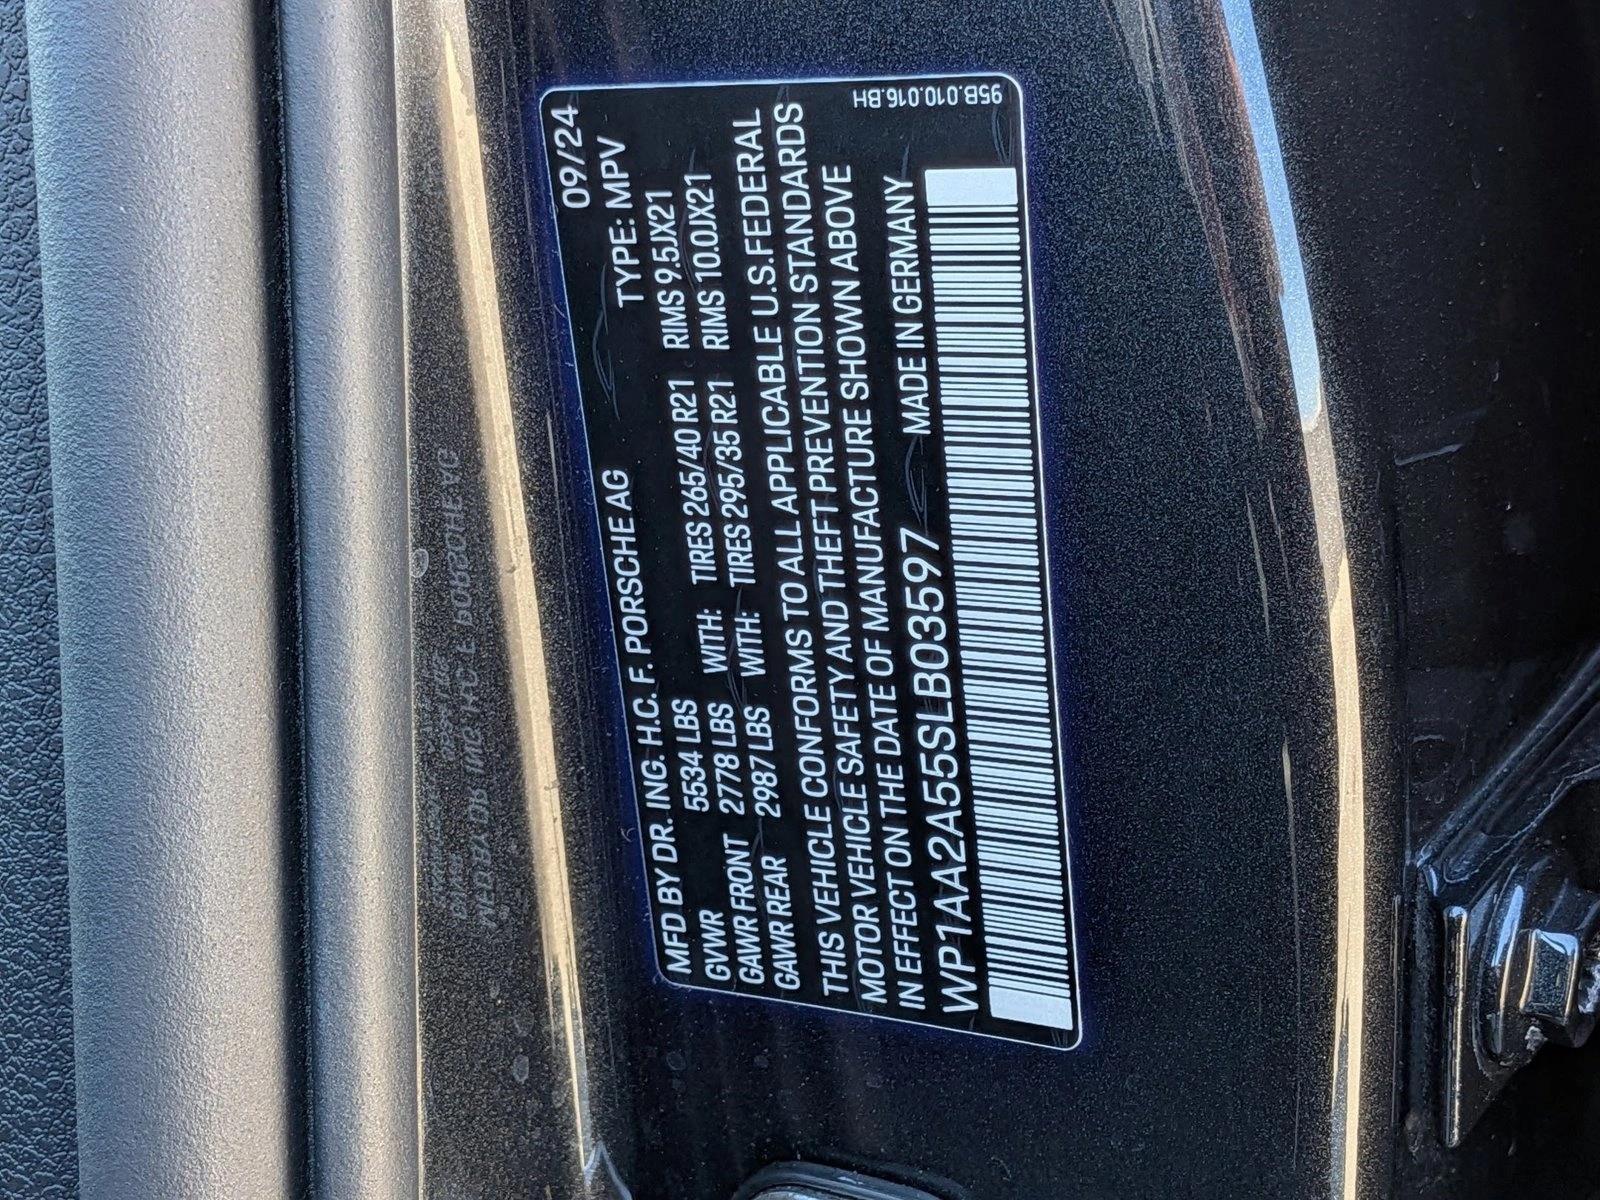 MFD BY DR. ING. H.C. F. PORSCHE AG 09/24
GVWR 5534 LBS TYPE: MPV
GAWR FRONT 2778 LBS WITH: TIRES 265/40 R21 RIMS 9.5JX21
GAWR REAR 2987 LBS WITH: TIRES 295/35 R21 RIMS 10.0JX21
THIS VEHICLE CONFORMS TO ALL APPLICABLE U.S.FEDERAL
MOTOR VEHICLE SAFETY AND THEFT PREVENTION STANDARDS
IN EFFECT ON THE DATE OF MANUFACTURE SHOWN ABOVE
WP1AA2A55SLB03597 MADE IN GERMANY
95B.010.016.BH